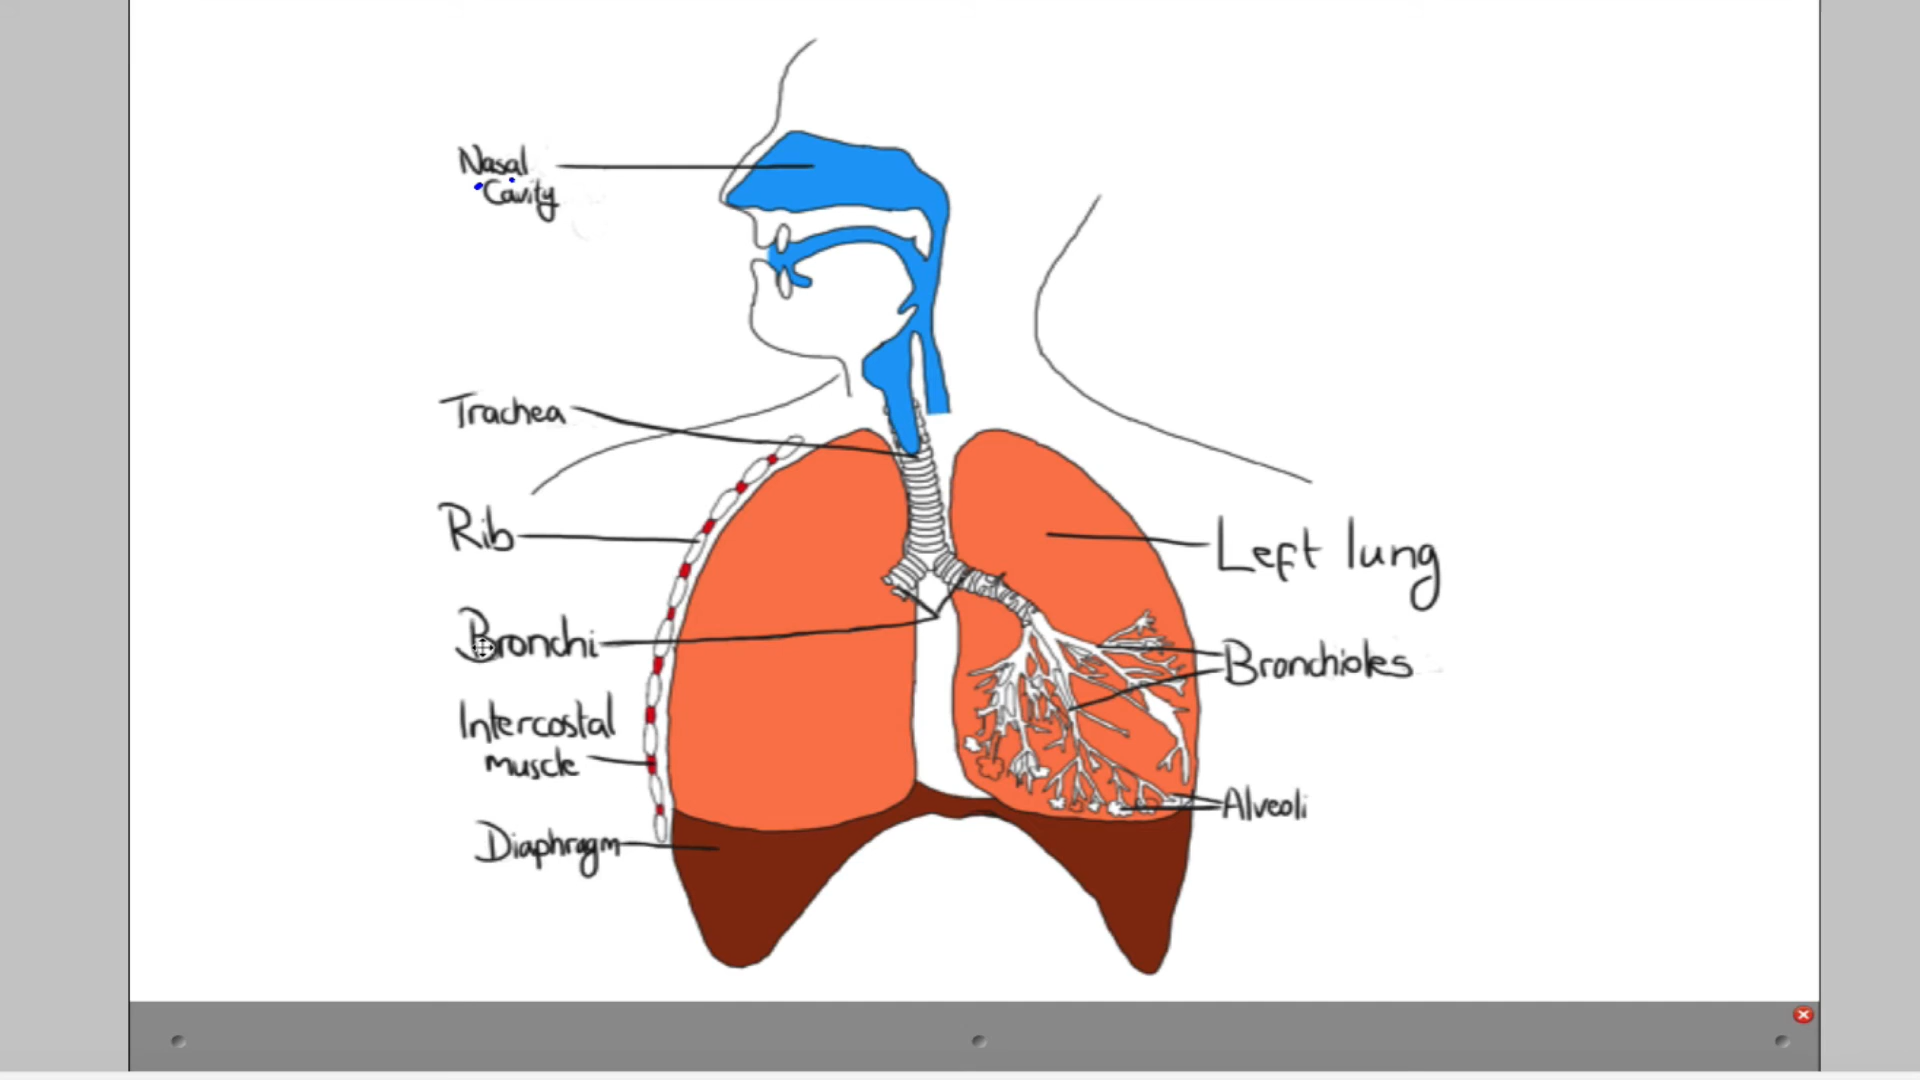 Nasal
Cavity
Trachea
Rib
Left lung
Bronchi
Bronchioles
Intercostal
muscle
Alveoli
Diaphragm